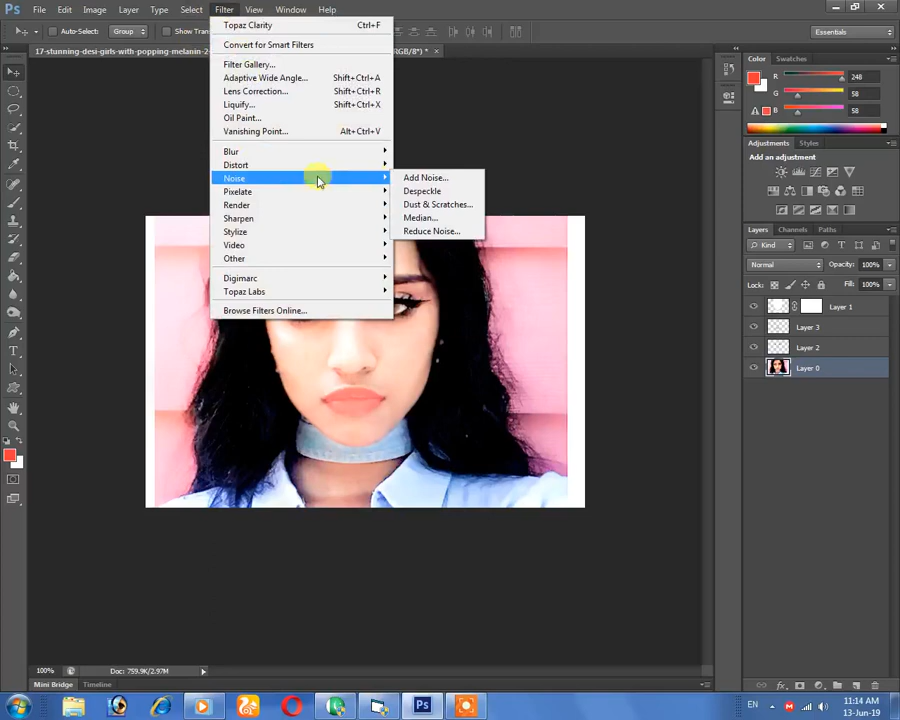 Ps File Edit Image Layer Type Select Filter View Window Help
Auto-Select: Group Show Essentials
17-stunning-desi-girls-with-popping-melanin-2 RGB/8*) * ×
Topaz Clarity Ctrl+F
Convert for Smart Filters
Filter Gallery...
Adaptive Wide Angle... Shift+Ctrl+A
Lens Correction... Shift+Ctrl+R
Liquify... Shift+Ctrl+X
Oil Paint...
Vanishing Point... Alt+Ctrl+V
Blur
Distort
Noise
Pixelate
Render
Sharpen
Stylize
Video
Other
Digimarc
Topaz Labs
Browse Filters Online...
Add Noise...
Despeckle
Dust & Scratches...
Median...
Reduce Noise...
Color Swatches
R 248
G 58
B 58
Adjustments Styles
Add an adjustment
Layers Channels Paths
Kind
Normal Opacity: 100%
Lock: Fill: 100%
Layer 1
Layer 3
Layer 2
Layer 0
100% Doc: 759.9K/2.97M
Mini Bridge Timeline
EN 11:14 AM
13-Jun-19